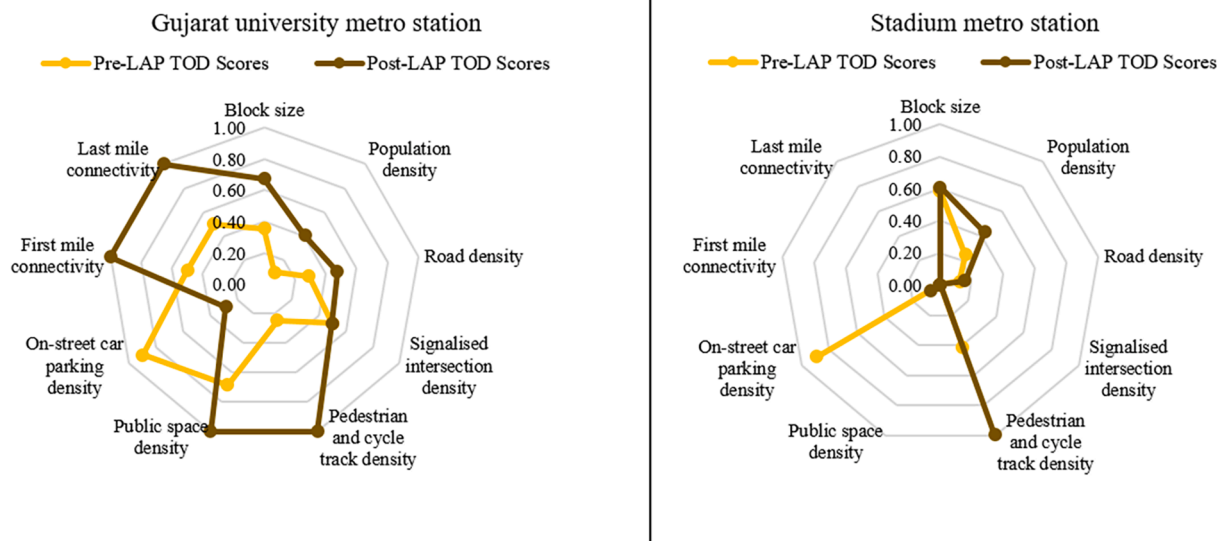 Gujarat university metro station
Pre-LAP TOD Scores
Post-LAP TOD Scores
Block size
Population
density
Road density
Signalised
intersection
density
Pedestrian
and cycle
track density
Public space
density
On-street car
parking
density
First mile
connectivity
Last mile
connectivity
1.00
0.80
0.60
0.40
0.20
0.00
Stadium metro station
Pre-LAP TOD Scores
Post-LAP TOD Scores
Block size
Population
density
Road density
Signalised
intersection
density
Pedestrian
and cycle
track density
Public space
density
On-street car
parking
density
First mile
connectivity
Last mile
connectivity
1.00
0.80
0.60
0.40
0.20
0.00